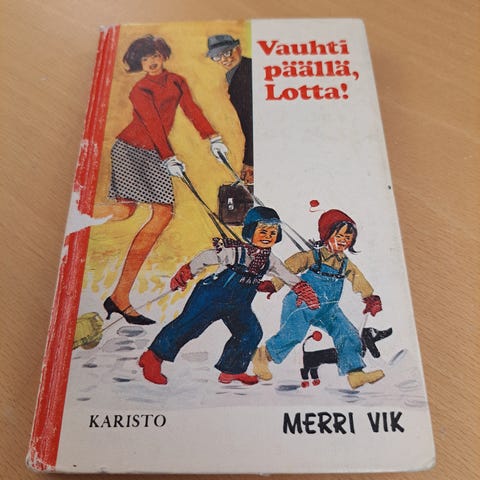 Vauhti
päällä,
Lotta!
KARISTO
MERRI VIK